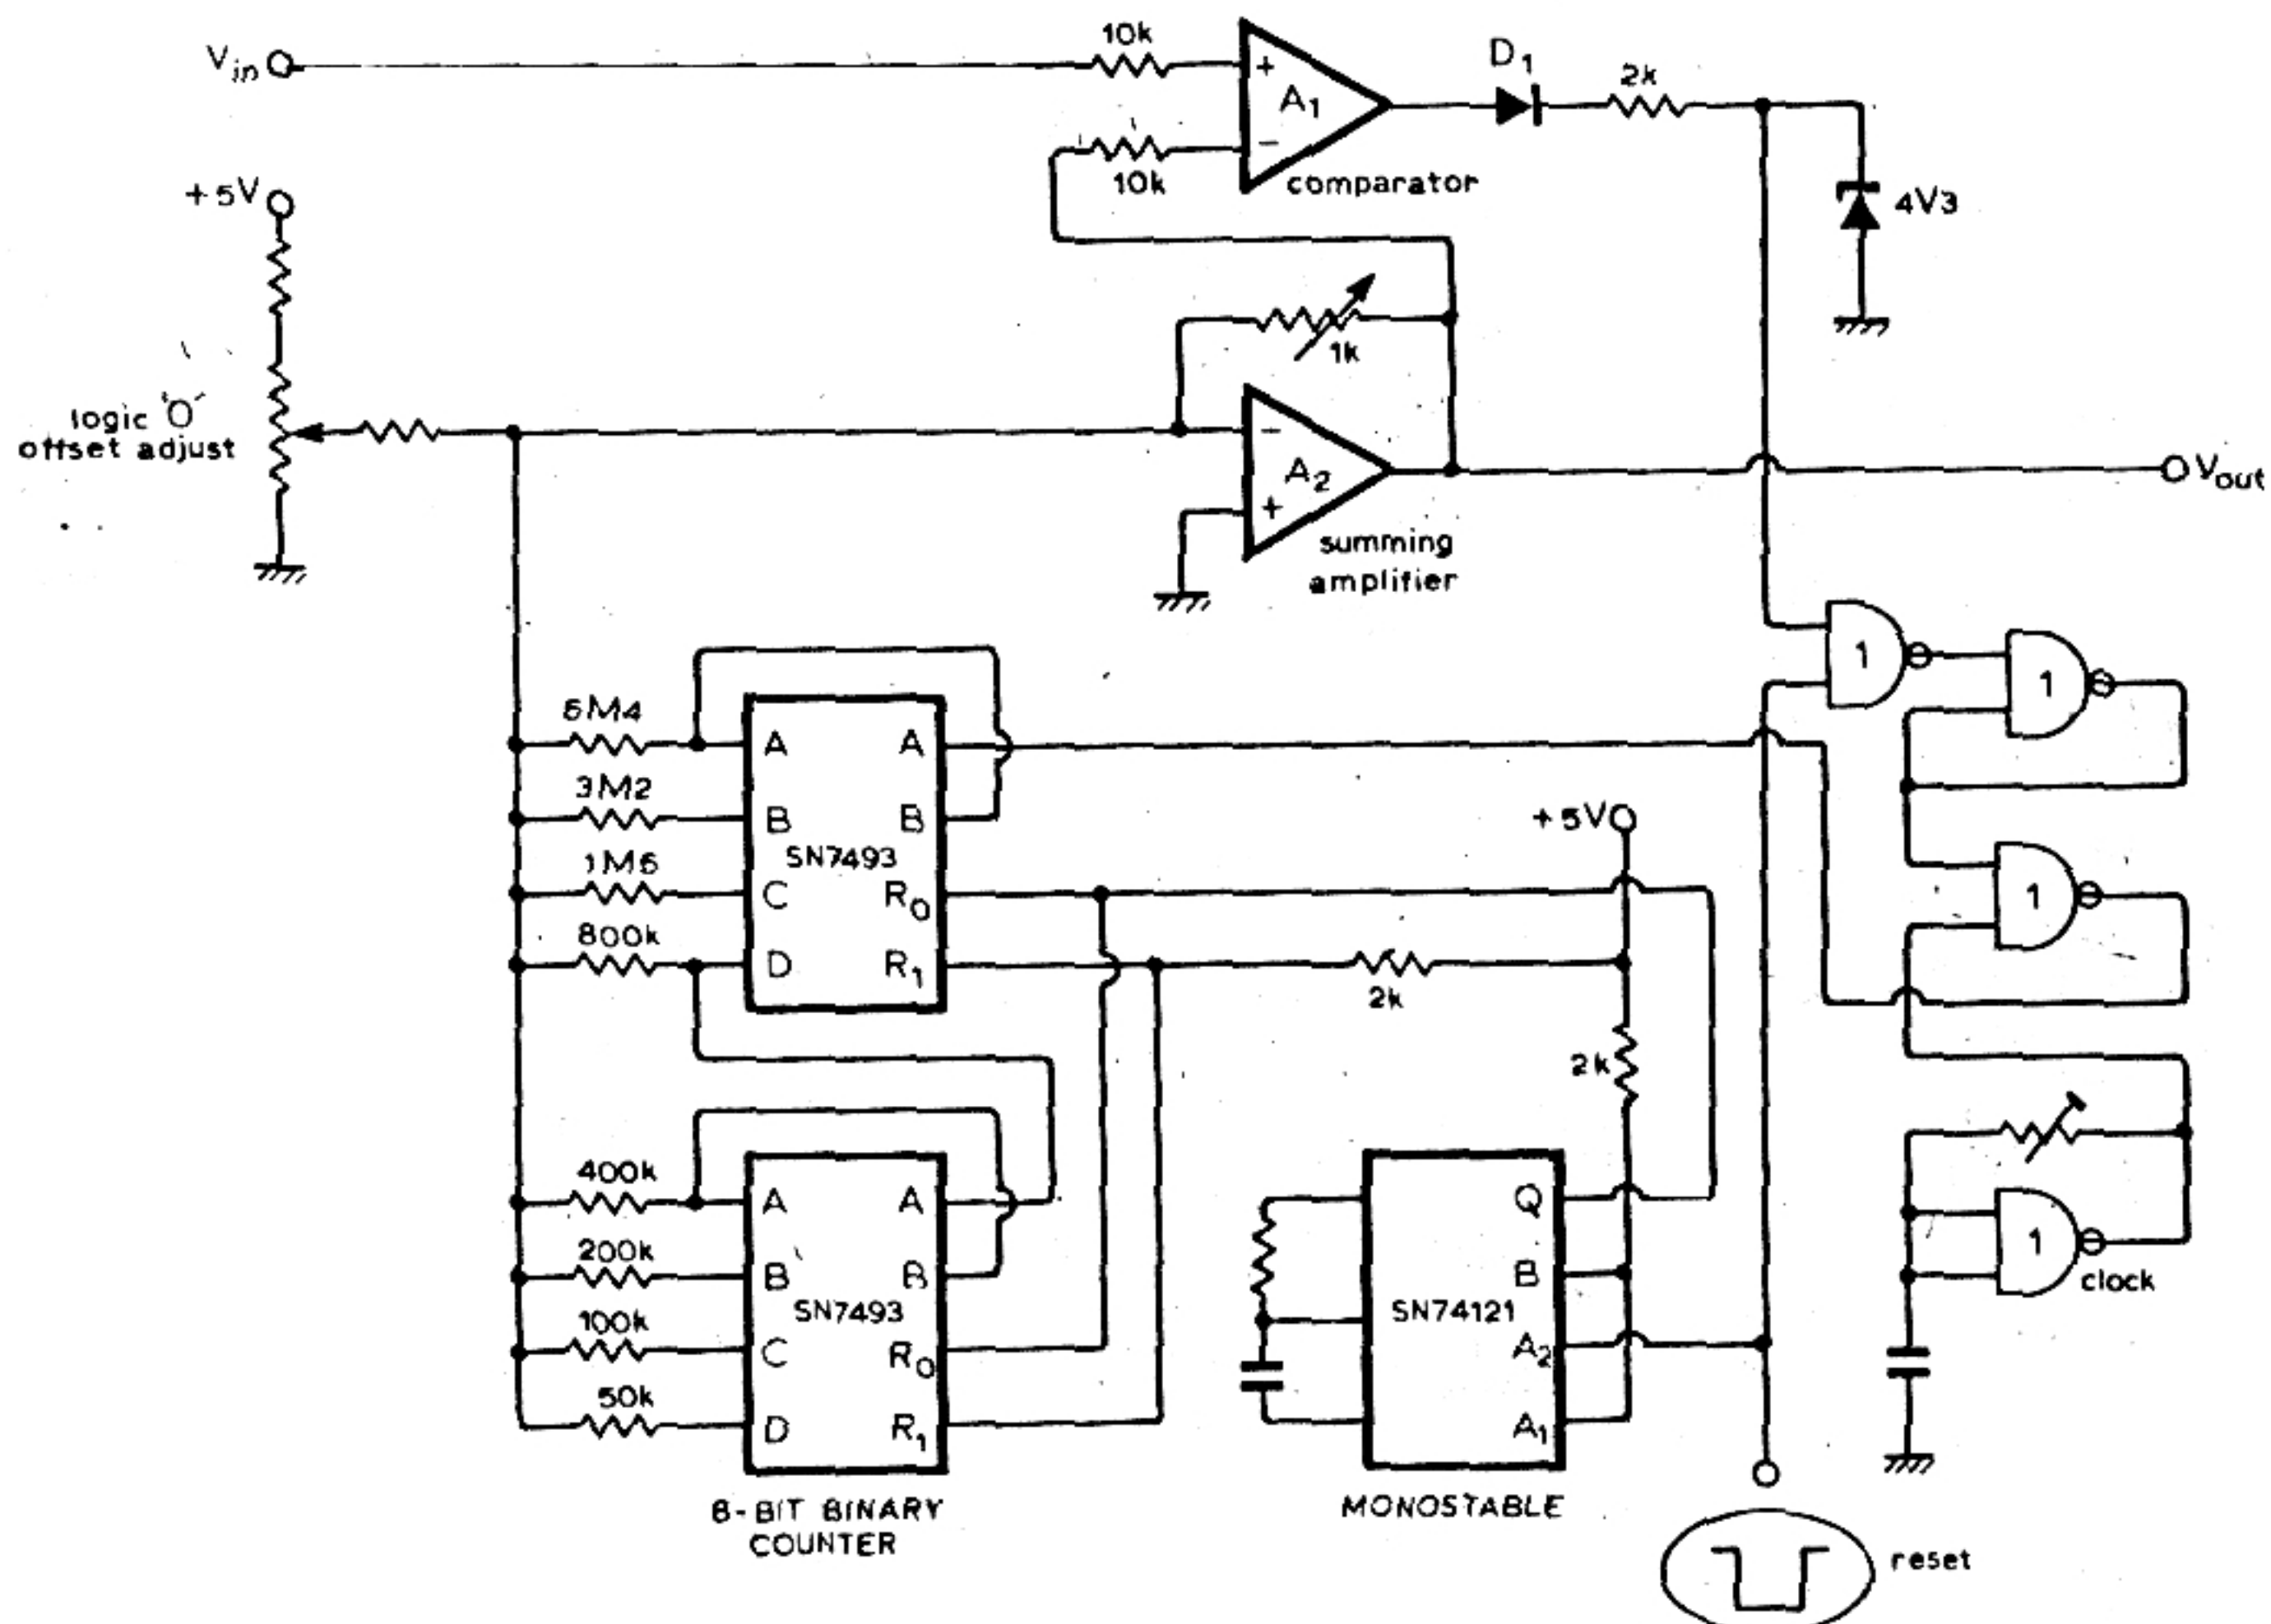 V_in
10k
A1
+
−
10k
comparator
D1
2k
4V3
+5V
logic 'O'
offset adjust
1k
−
A2
+
summing
amplifier
Vout
1
1
6M4
3M2
1M6
800k
A
B
C
D
SN7493
A
B
R0
R1
+5V
2k
2k
1
400k
200k
100k
50k
A
B
C
D
SN7493
A
B
R0
R1
8-BIT BINARY
COUNTER
SN74121
Q
B
A2
A1
MONOSTABLE
1
clock
reset